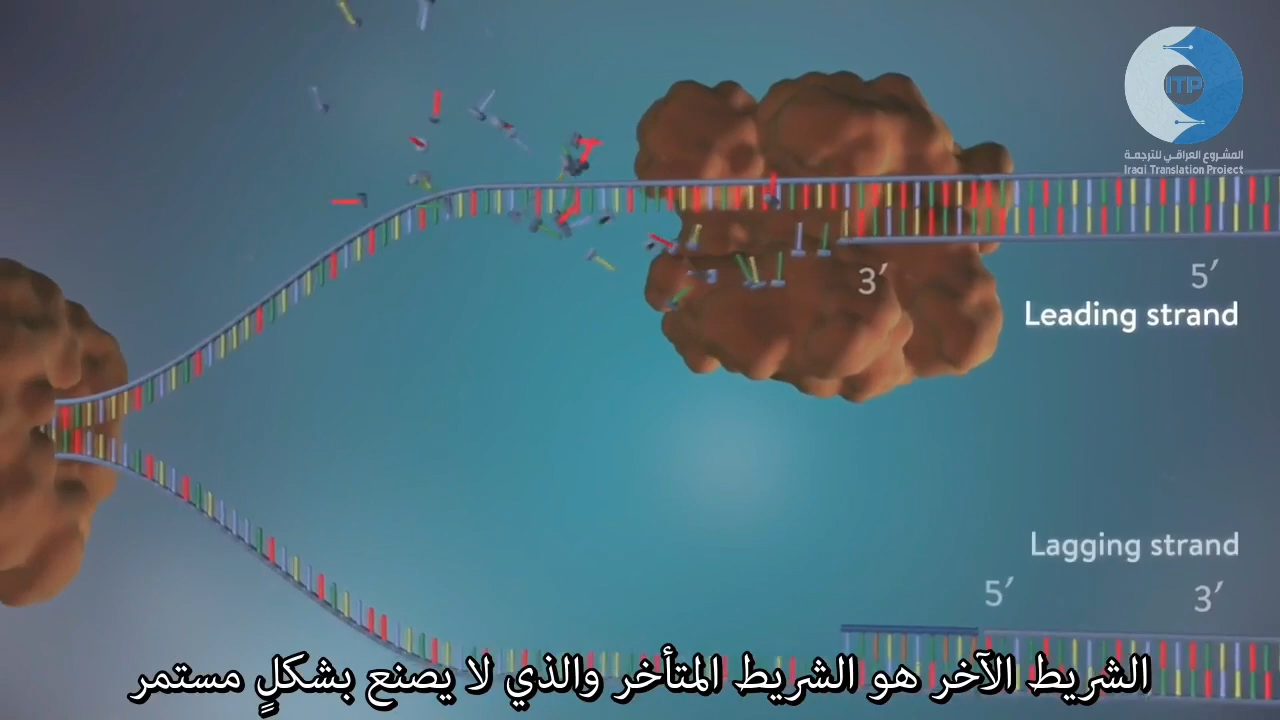 ITP
المشروع العراقي للترجمة
Iraqi Translation Project
3′
5′
Leading strand
Lagging strand
5′
3′
الشريط الآخر هو الشريط المتأخر والذي لا يصنع بشكلٍ مستمر